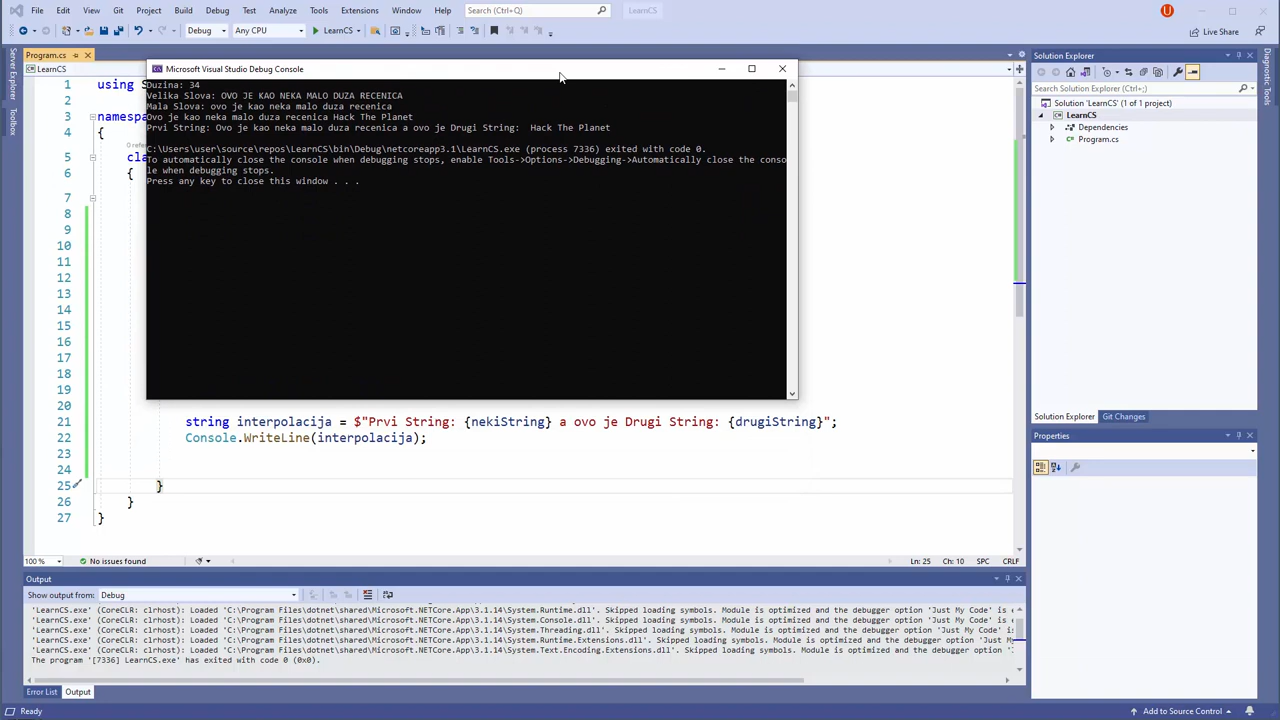 File Edit View Git Project Build Debug Test Analyze Tools Extensions Window Help Search (Ctrl+Q) LearnCS
Debug Any CPU LearnCS Live Share
Program.cs
LearnCS
Server Explorer
Toolbox
Microsoft Visual Studio Debug Console
Duzina: 34
Velika Slova: OVO JE KAO NEKA MALO DUZA RECENICA
Mala Slova: ovo je kao neka malo duza recenica
Ovo je kao neka malo duza recenica Hack The Planet
Prvi String: Ovo je kao neka malo duza recenica a ovo je Drugi String:  Hack The Planet
C:\Users\user\source\repos\LearnCS\bin\Debug\netcoreapp3.1\LearnCS.exe (process 7336) exited with code 0.
To automatically close the console when debugging stops, enable Tools->Options->Debugging->Automatically close the conso
le when debugging stops.
Press any key to close this window . . .
1 using S
2
3 namespa
4 {
5 cla
6 {
7
8
9
10
11
12
13
14
15
16
17
18
19
20
21 string interpolacija = $"Prvi String: {nekiString} a ovo je Drugi String: {drugiString}";
22 Console.WriteLine(interpolacija);
23
24
25 }
26 }
27 }
100 % No issues found Ln: 25 Ch: 10 SPC CRLF
Output
Show output from: Debug
'LearnCS.exe' (CoreCLR: clrhost): Loaded 'C:\Program Files\dotnet\shared\Microsoft.NETCore.App\3.1.14\System.Runtime.dll'. Skipped loading symbols. Module is optimized and the debugger option 'Just My Code' is e
'LearnCS.exe' (CoreCLR: clrhost): Loaded 'C:\Program Files\dotnet\shared\Microsoft.NETCore.App\3.1.14\System.Console.dll'. Skipped loading symbols. Module is optimized and the debugger option 'Just My Code' is e
'LearnCS.exe' (CoreCLR: clrhost): Loaded 'C:\Program Files\dotnet\shared\Microsoft.NETCore.App\3.1.14\System.Threading.dll'. Skipped loading symbols. Module is optimized and the debugger option 'Just My Code' is
'LearnCS.exe' (CoreCLR: clrhost): Loaded 'C:\Program Files\dotnet\shared\Microsoft.NETCore.App\3.1.14\System.Runtime.Extensions.dll'. Skipped loading symbols. Module is optimized and the debugger option 'Just My
'LearnCS.exe' (CoreCLR: clrhost): Loaded 'C:\Program Files\dotnet\shared\Microsoft.NETCore.App\3.1.14\System.Text.Encoding.Extensions.dll'. Skipped loading symbols. Module is optimized and the debugger option 'J
The program '[7336] LearnCS.exe' has exited with code 0 (0x0).
Error List Output
Ready
Solution Explorer
Search Solution Explorer (Ctrl+;)
Solution 'LearnCS' (1 of 1 project)
LearnCS
Dependencies
Program.cs
Solution Explorer Git Changes
Properties
Add to Source Control